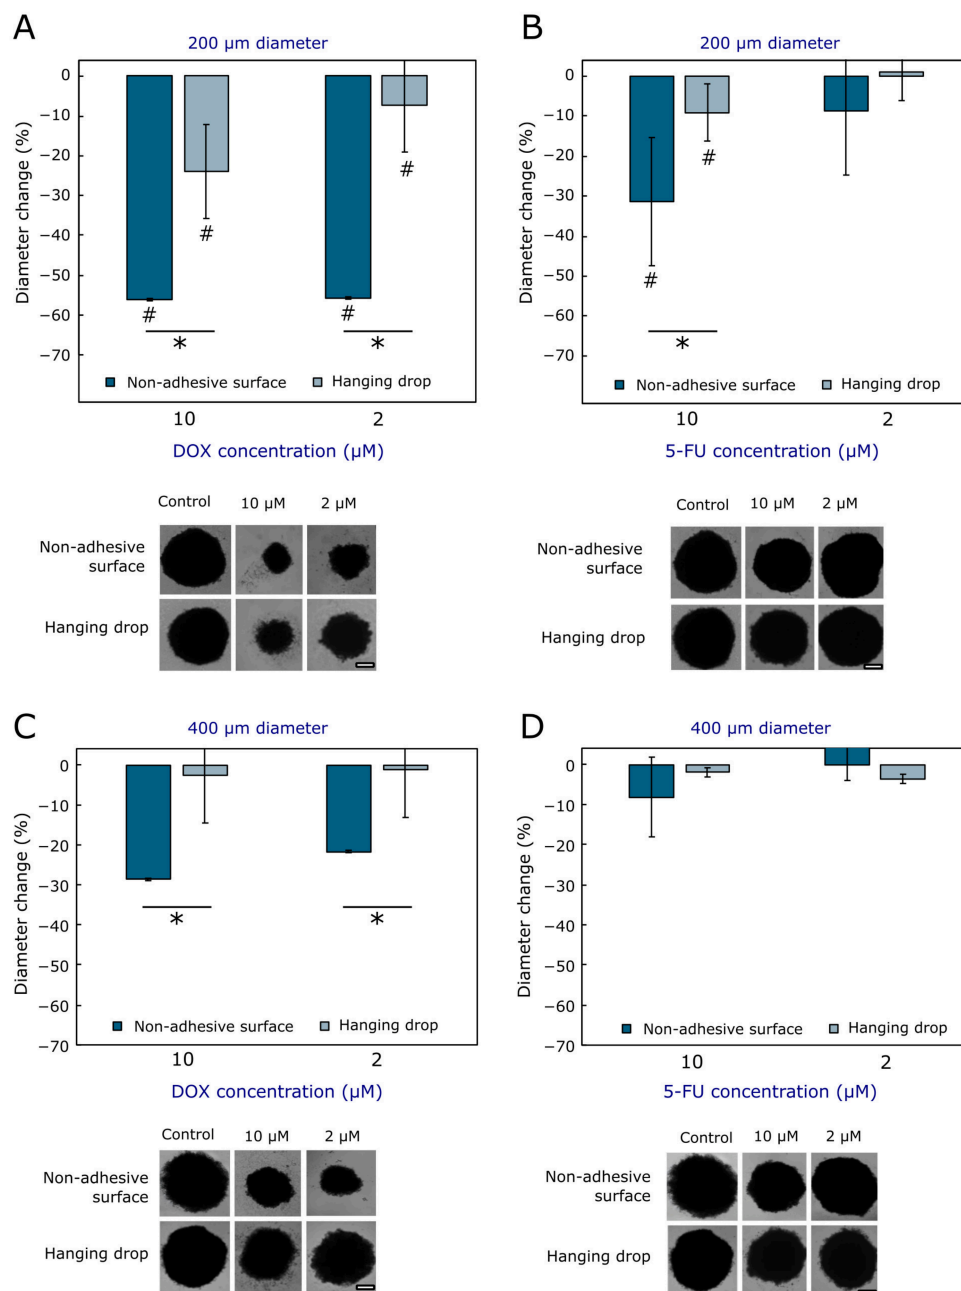 A
200 µm diameter
0
−10
−20
−30
−40
−50
−60
−70
Diameter change (%)
#
#
#
#
*
*
Non-adhesive surface
Hanging drop
10
2
DOX concentration (µM)
Control
10 µM
2 µM
Non-adhesive
surface
Hanging drop
B
200 µm diameter
0
−10
−20
−30
−40
−50
−60
−70
Diameter change (%)
#
#
*
Non-adhesive surface
Hanging drop
10
2
5-FU concentration (µM)
Control
10 µM
2 µM
Non-adhesive
surface
Hanging drop
C
400 µm diameter
0
−10
−20
−30
−40
−50
−60
−70
Diameter change (%)
*
*
Non-adhesive surface
Hanging drop
10
2
DOX concentration (µM)
Control
10 µM
2 µM
Non-adhesive
surface
Hanging drop
D
400 µm diameter
0
−10
−20
−30
−40
−50
−60
−70
Diameter change (%)
Non-adhesive surface
Hanging drop
10
2
5-FU concentration (µM)
Control
10 µM
2 µM
Non-adhesive
surface
Hanging drop